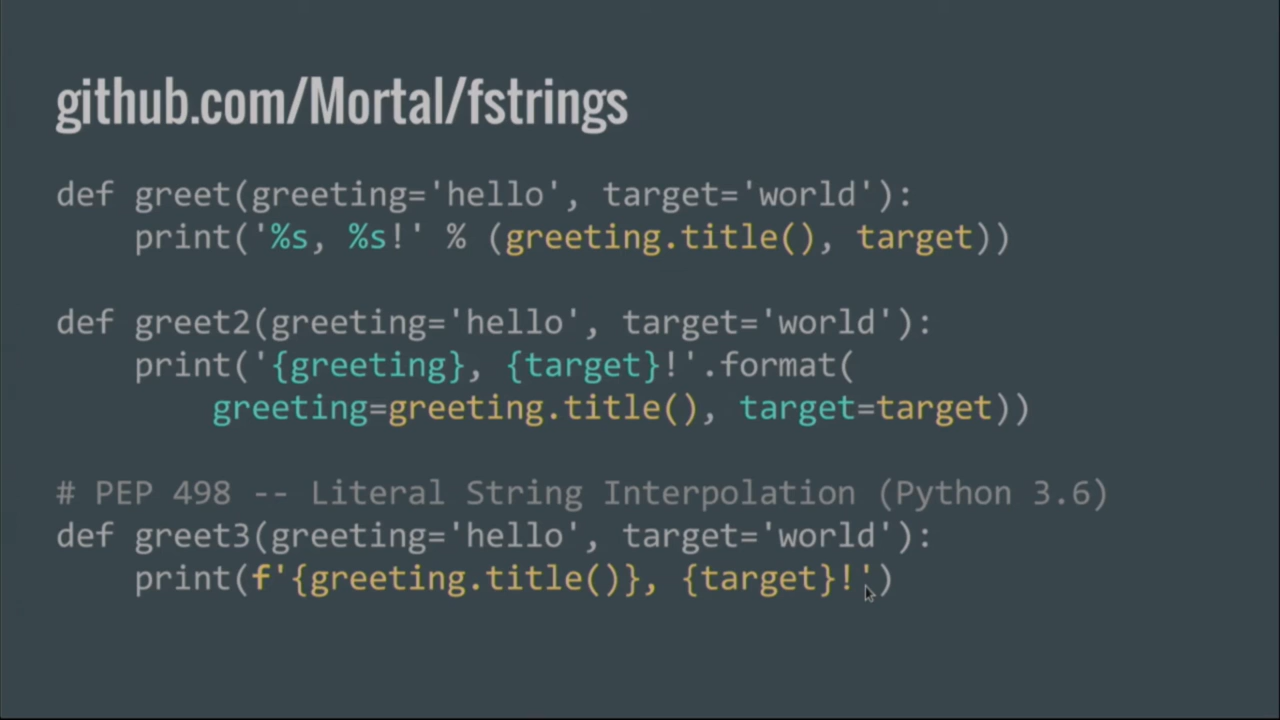 github.com/Mortal/fstrings
def greet(greeting='hello', target='world'):
    print('%s, %s!' % (greeting.title(), target))
def greet2(greeting='hello', target='world'):
    print('{greeting}, {target}!'.format(
        greeting=greeting.title(), target=target))
# PEP 498 -- Literal String Interpolation (Python 3.6)
def greet3(greeting='hello', target='world'):
    print(f'{greeting.title()}, {target}!')